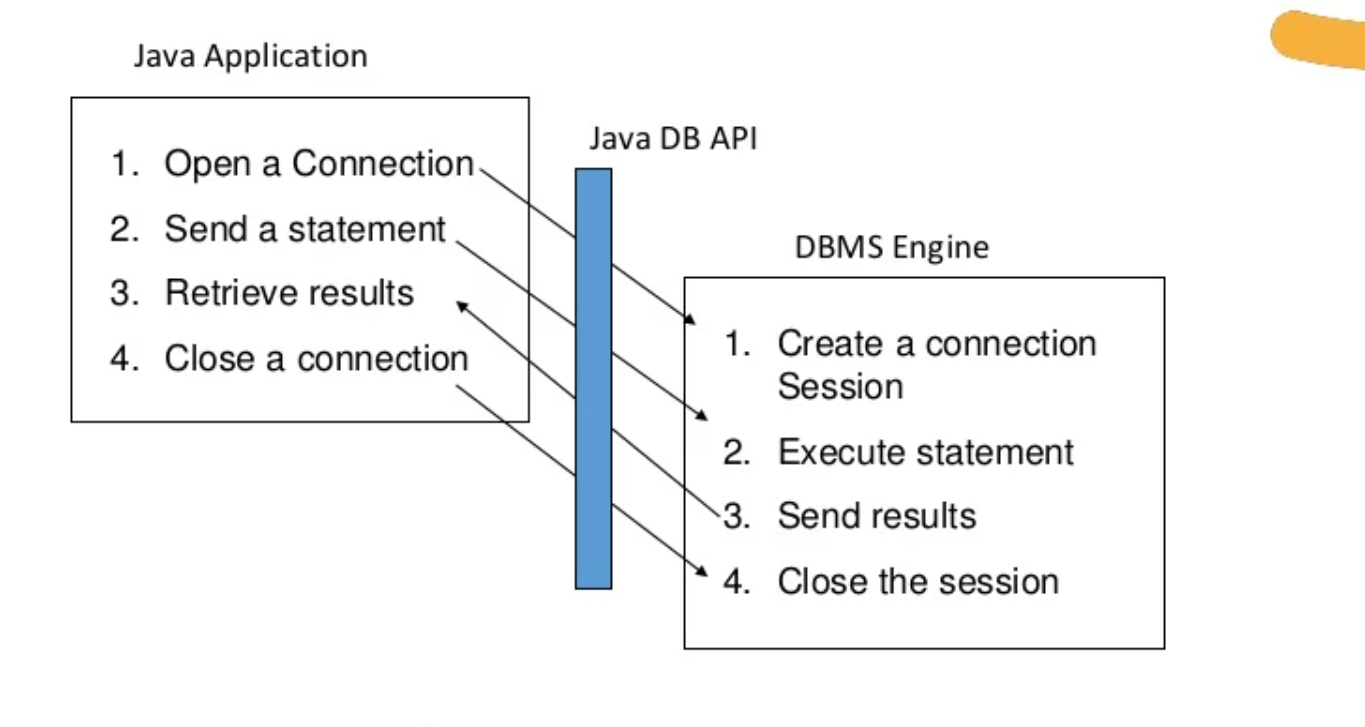 Java Application
1. Open a Connection
2. Send a statement
3. Retrieve results
4. Close a connection
Java DB API
DBMS Engine
1. Create a connection
Session
2. Execute statement
3. Send results
4. Close the session